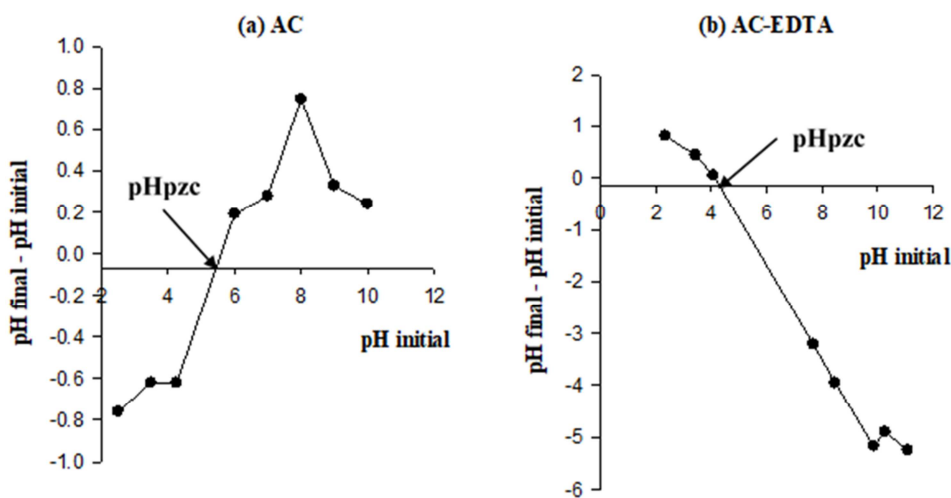 (a) AC
1.0
0.8
0.6
0.4
0.2
0.0
-0.2
-0.4
-0.6
-0.8
-1.0
2 4 6 8 10 12
pHpzc
pH initial
pH final - pH initial
(b) AC-EDTA
2
1
0
-1
-2
-3
-4
-5
-6
0 2 4 6 8 10 12
pHpzc
pH initial
pH final - pH initial